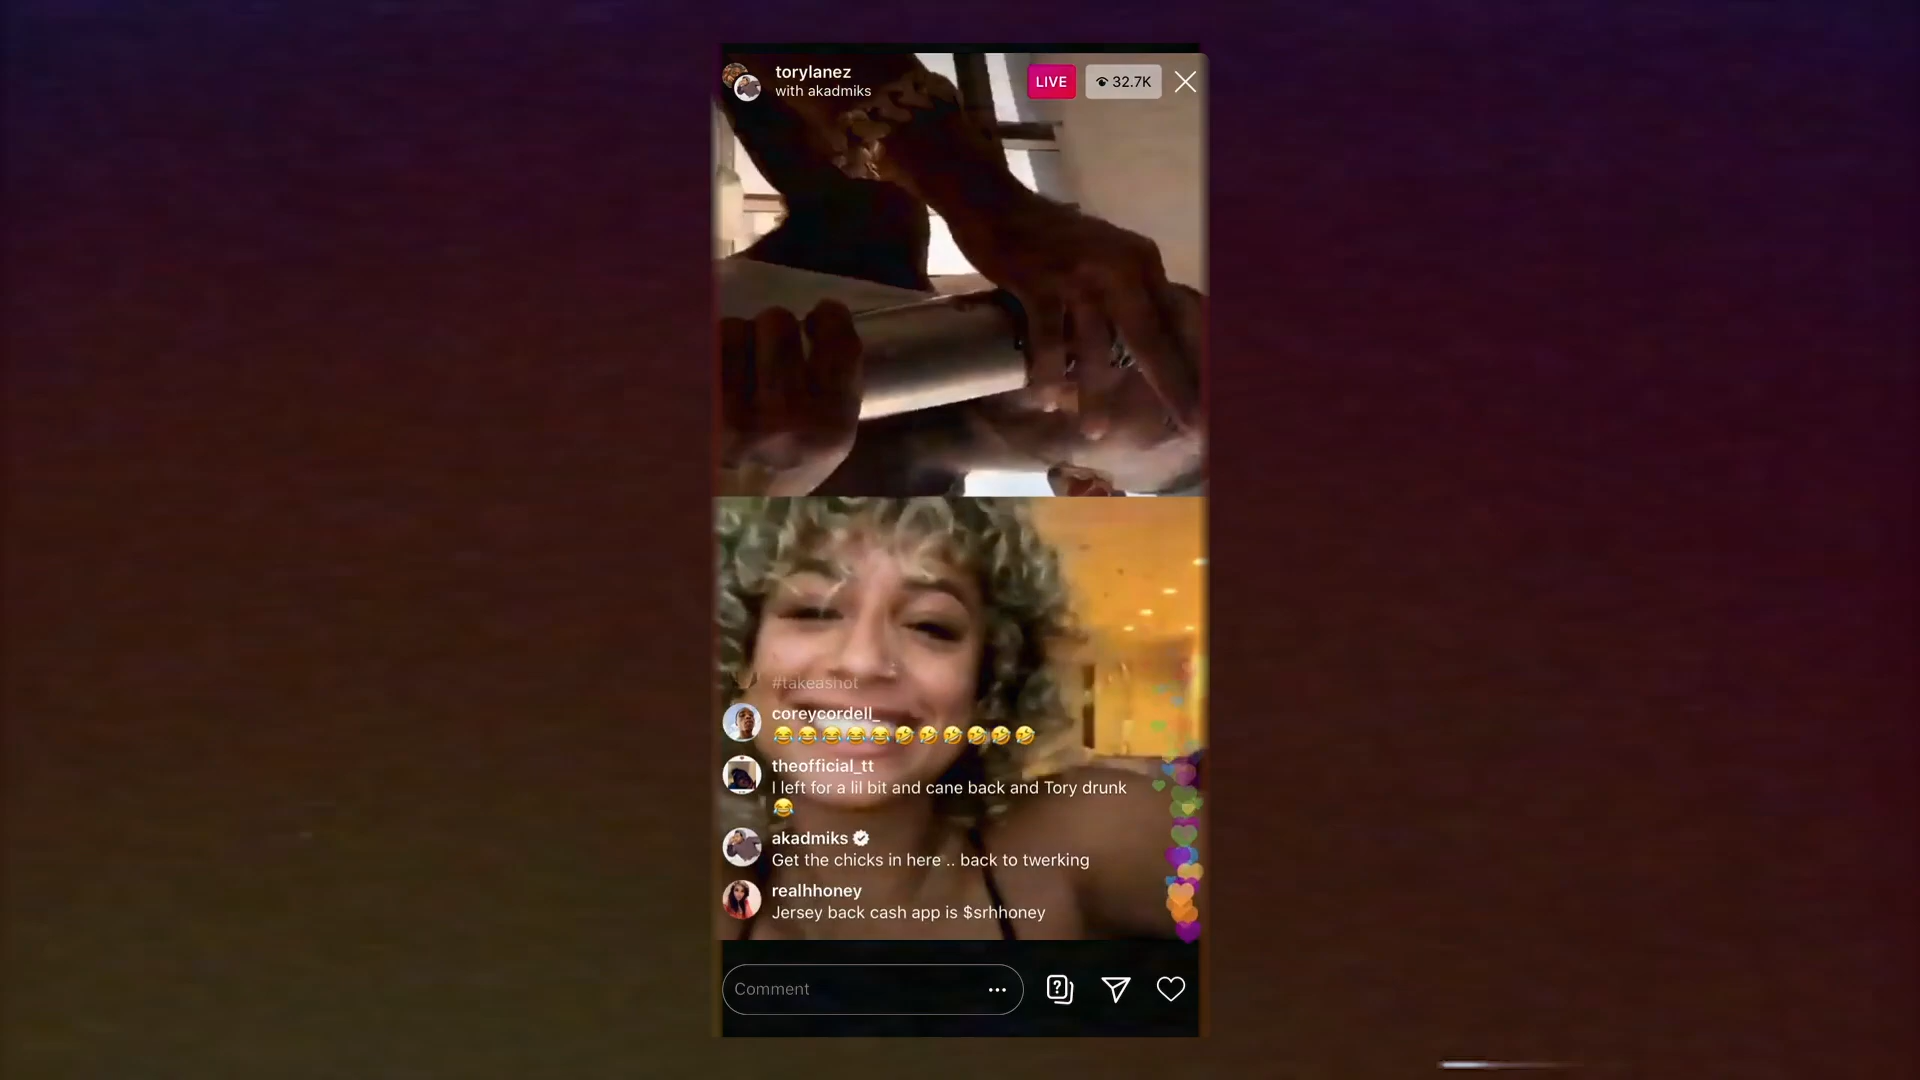 torylanez
with akadmiks
LIVE
32.7K
#takeashot
coreycordell_
😂😂😂😂😂🤣🤣🤣🤣🤣🤣
theofficial_tt
I left for a lil bit and cane back and Tory drunk
😂
akadmiks
Get the chicks in here .. back to twerking
realhhoney
Jersey back cash app is $srhhoney
Comment